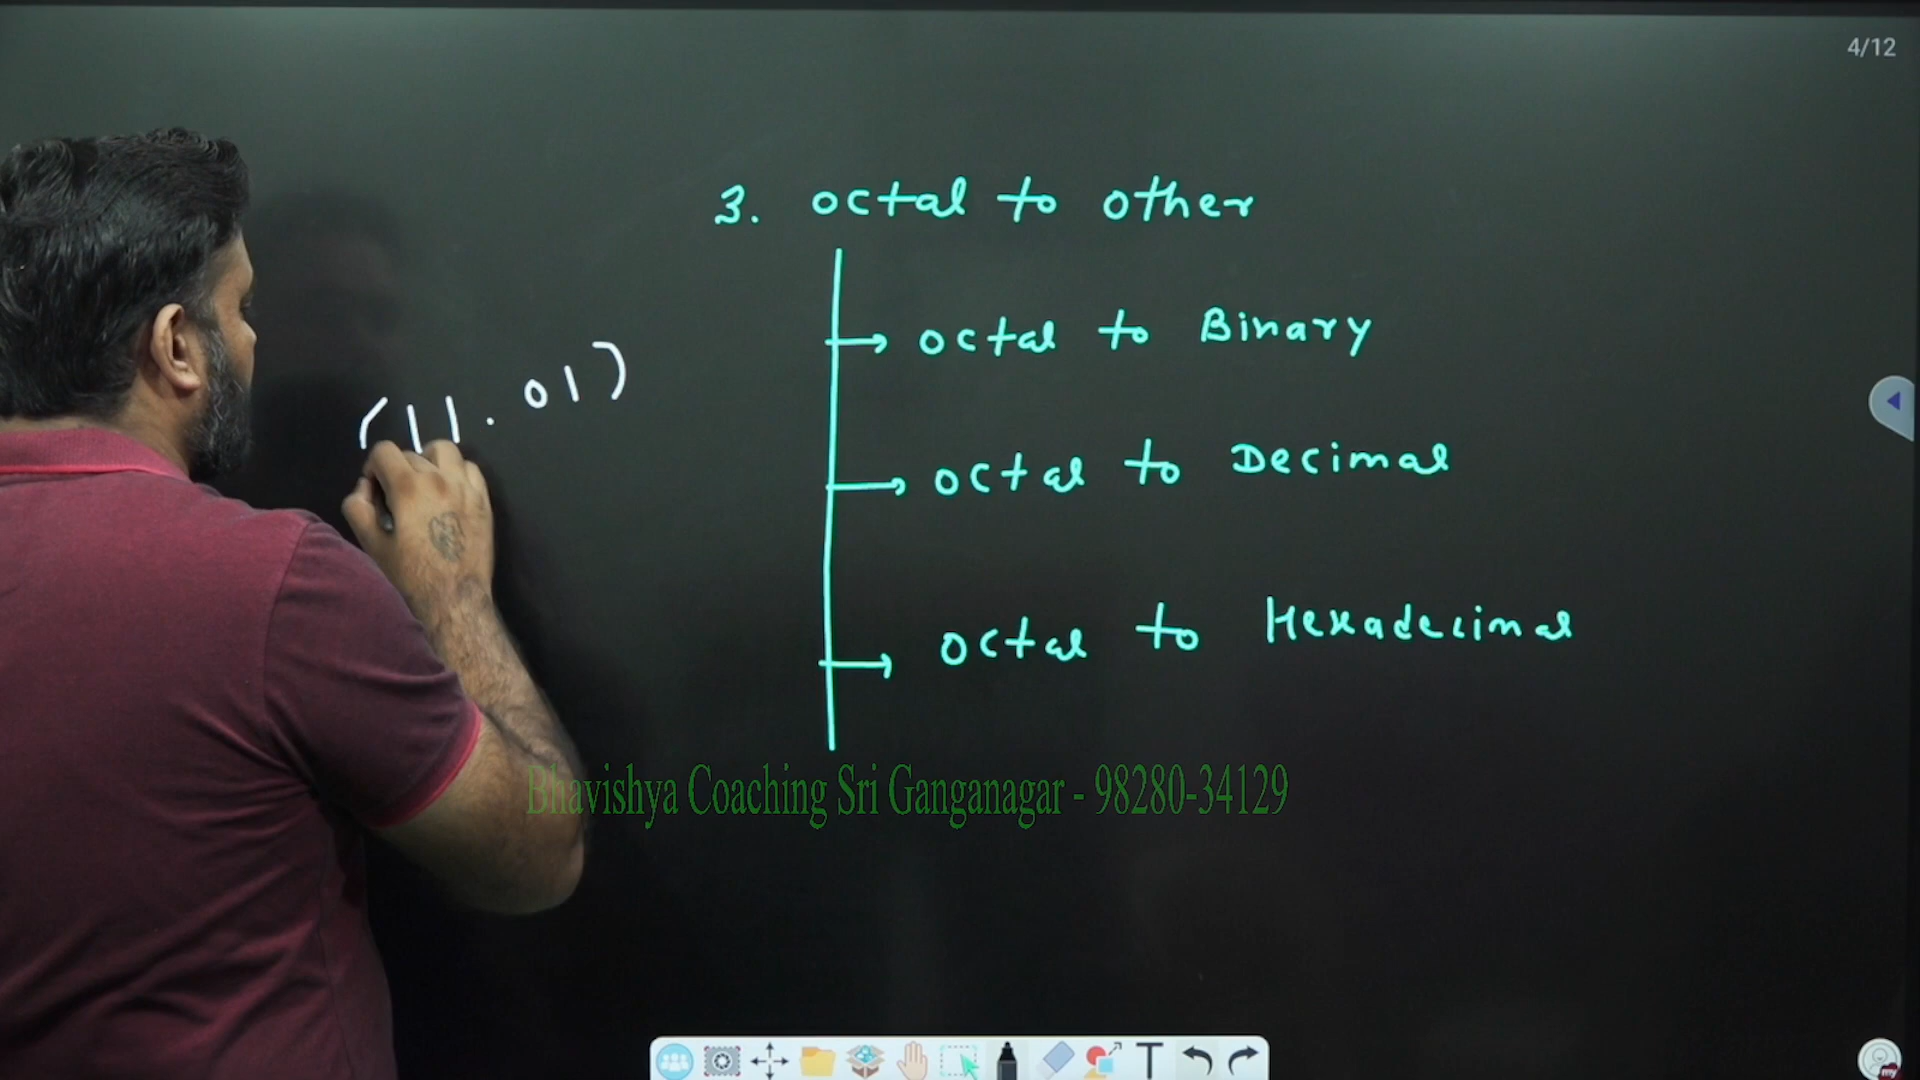 4/12
3. octal to other
octal to Binary
(11.01)
octal to Decimal
octal to Hexadecimal
Bhavishya Coaching Sri Ganganagar - 98280-34129
T
my